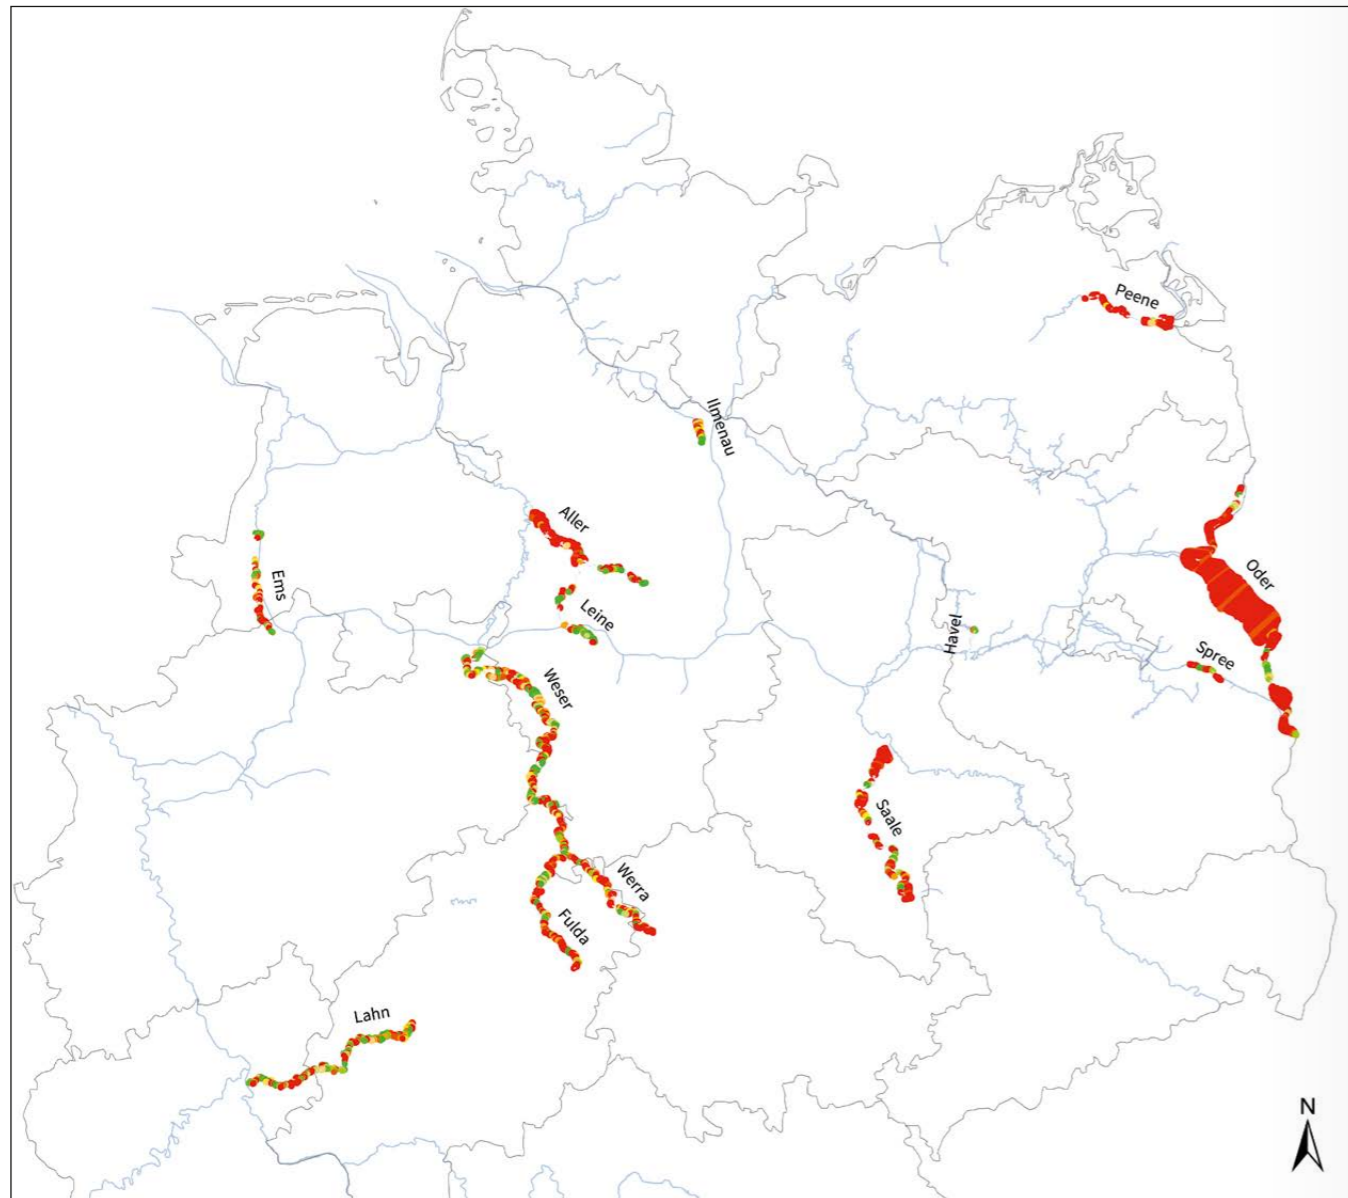 Peene
Ilmenau
Aller
Oder
Ems
Leine
Havel
Spree
Weser
Saale
Werra
Fulda
Lahn
N